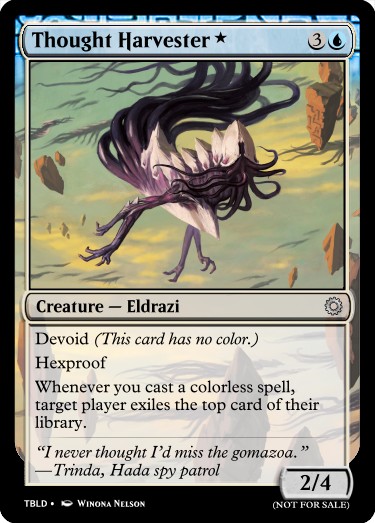 Thought Harvester★ 3
Creature — Eldrazi
Devoid (This card has no color.)
Hexproof
Whenever you cast a colorless spell,
target player exiles the top card of their
library.
“I never thought I’d miss the gomazoa.”
—Trinda, Hada spy patrol
2/4
TBLD • Winona Nelson
(NOT FOR SALE)